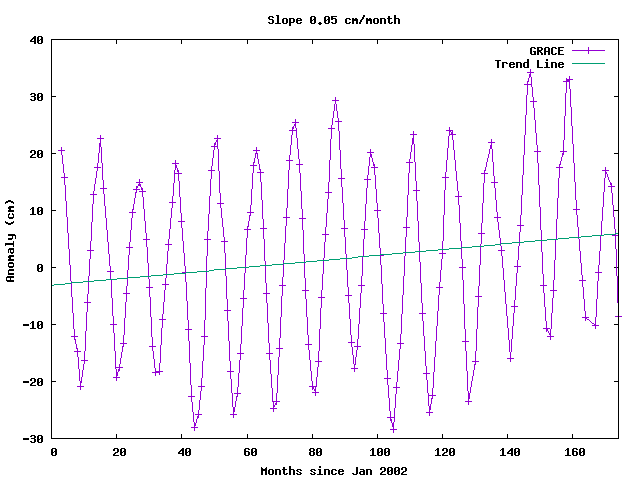 Slope 0.05 cm/month
GRACE
Trend Line
40
30
20
10
0
-10
-20
-30
Anomaly (cm)
0 20 40 60 80 100 120 140 160
Months since Jan 2002